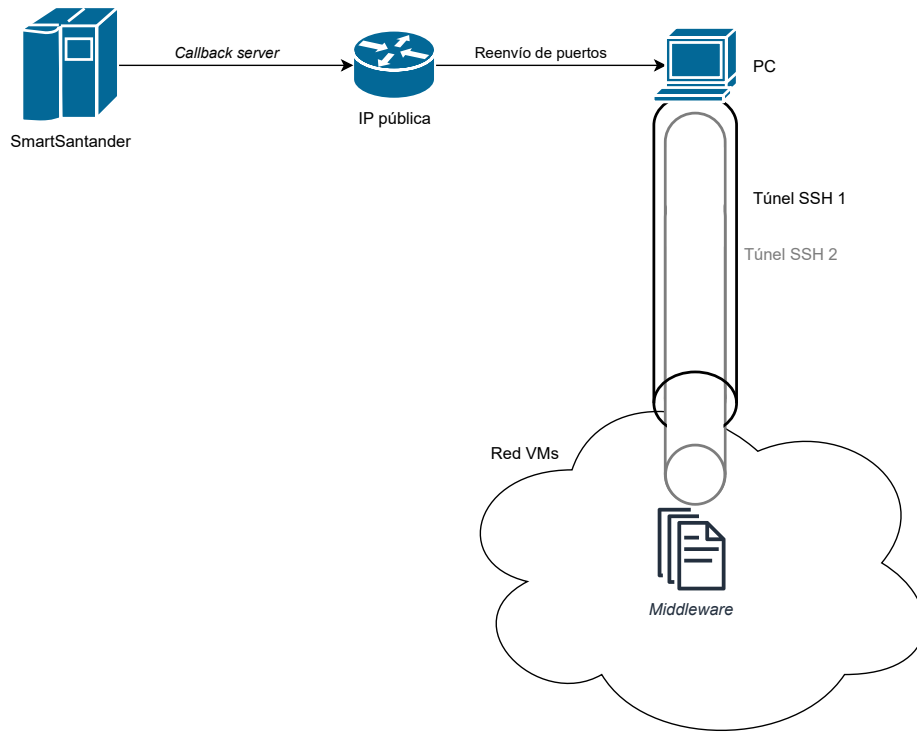 Callback server
Reenvío de puertos
PC
SmartSantander
IP pública
Túnel SSH 1
Túnel SSH 2
Red VMs
Middleware